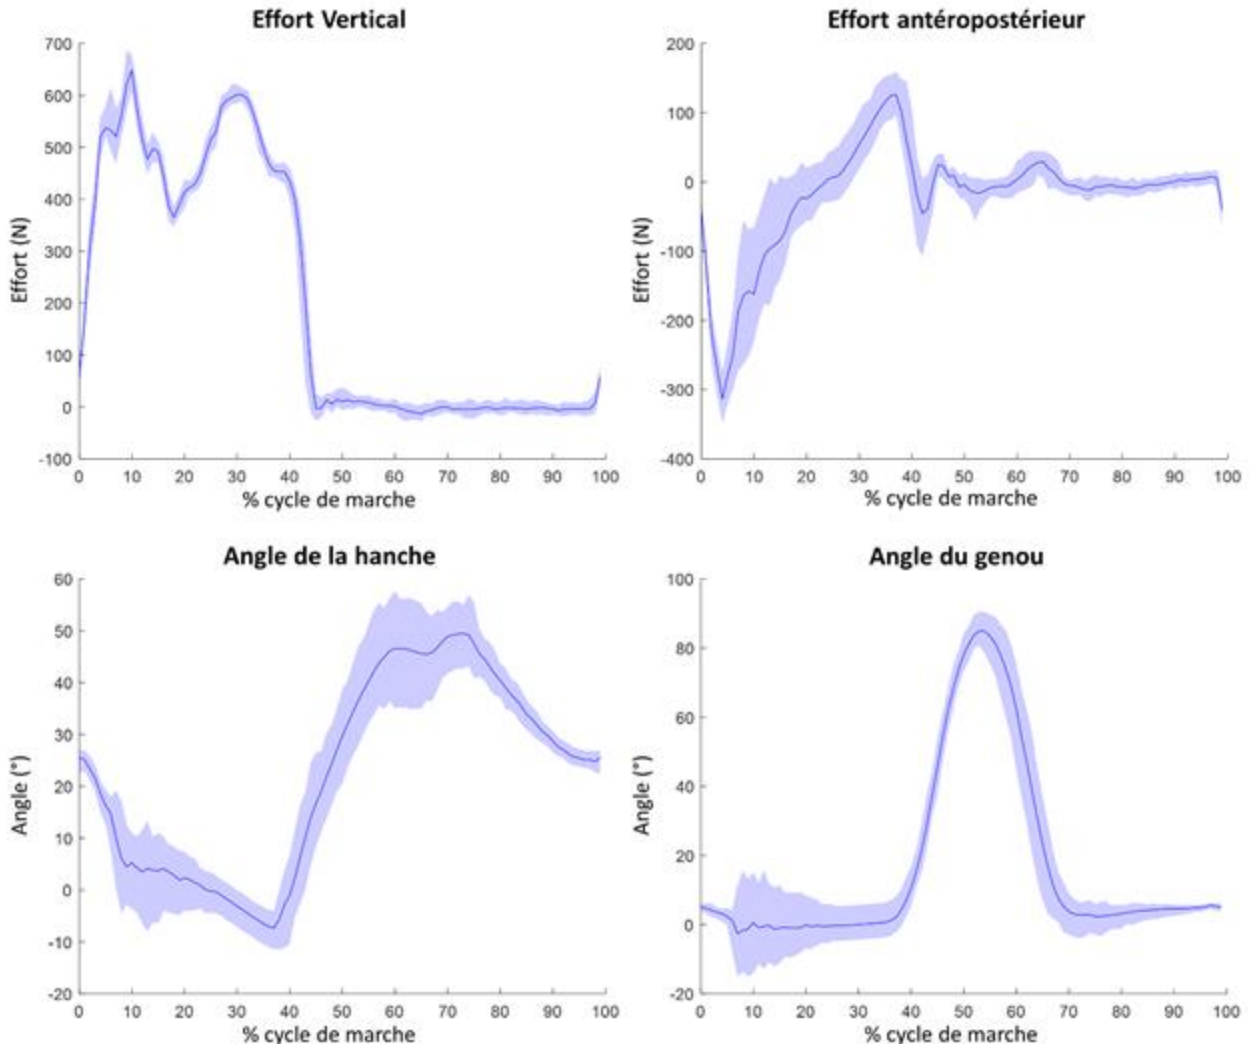 Effort Vertical
700
600
500
400
300
200
100
0
-100
Effort (N)
0 10 20 30 40 50 60 70 80 90 100
% cycle de marche
Effort antéropostérieur
200
100
0
-100
-200
-300
-400
Effort (N)
0 10 20 30 40 50 60 70 80 90 100
% cycle de marche
Angle de la hanche
60
50
40
30
20
10
0
-10
-20
Angle (°)
0 10 20 30 40 50 60 70 80 90 100
% cycle de marche
Angle du genou
100
80
60
40
20
0
-20
Angle (°)
0 10 20 30 40 50 60 70 80 90 100
% cycle de marche